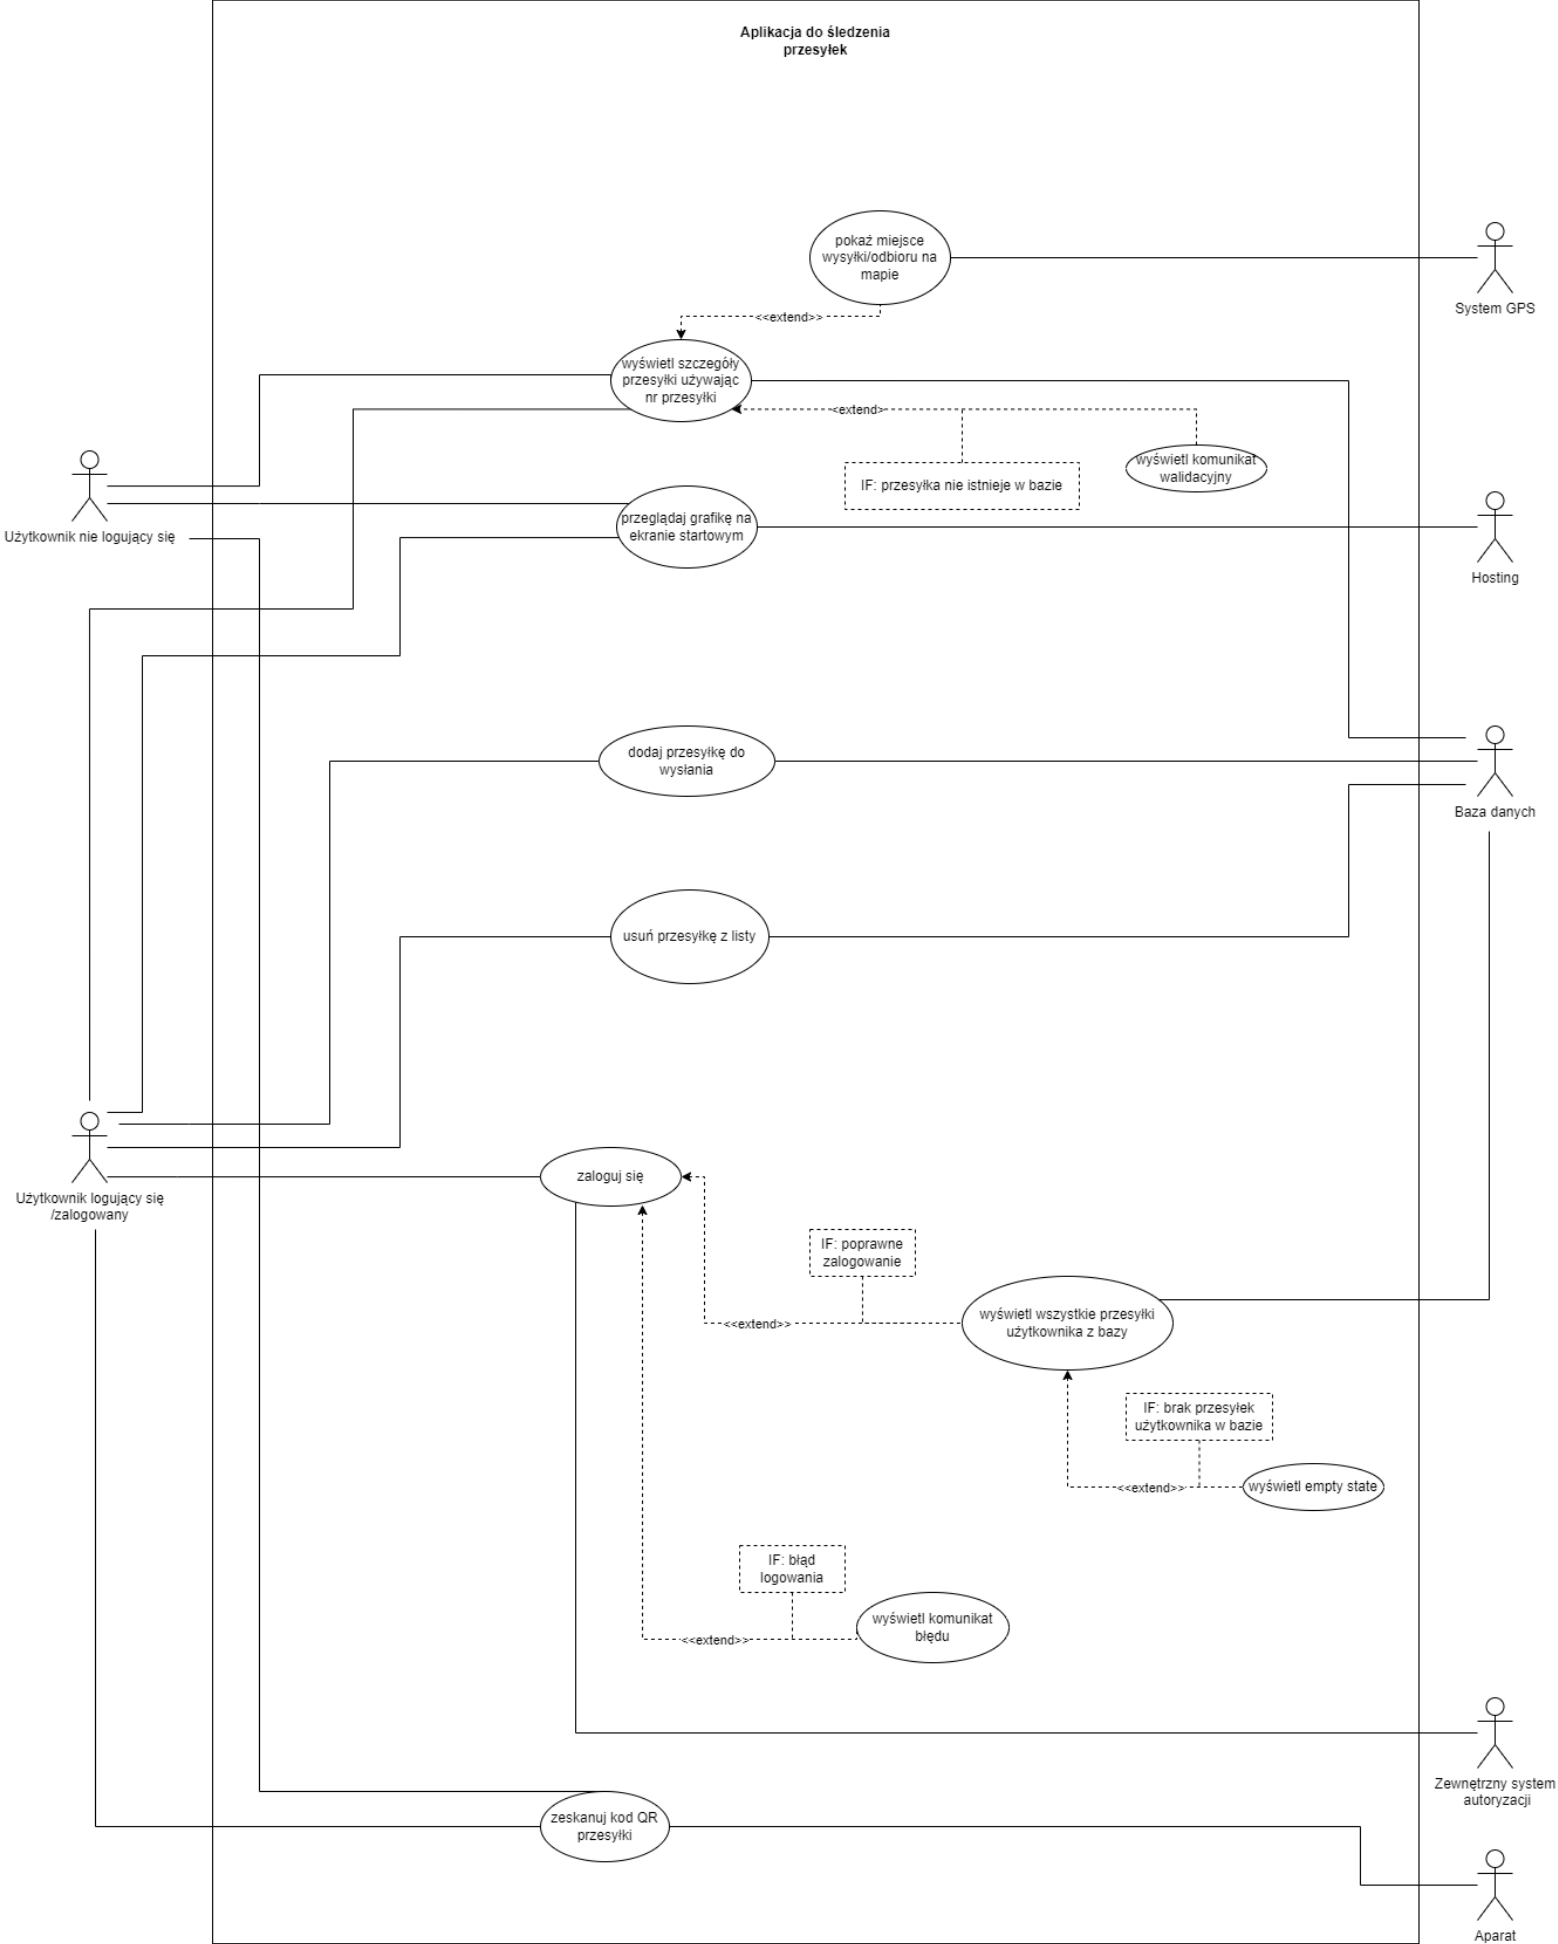 Aplikacja do śledzenia
przesyłek
pokaż miejsce
wysyłki/odbioru na
mapie
System GPS
<<extend>>
wyświetl szczegóły
przesyłki używając
nr przesyłki
<extend>
wyświetl komunikat
walidacyjny
IF: przesyłka nie istnieje w bazie
Użytkownik nie logujący się
przeglądaj grafikę na
ekranie startowym
Hosting
dodaj przesyłkę do
wysłania
Baza danych
usuń przesyłkę z listy
zaloguj się
Użytkownik logujący się
/zalogowany
IF: poprawne
zalogowanie
<<extend>>
wyświetl wszystkie przesyłki
użytkownika z bazy
IF: brak przesyłek
użytkownika w bazie
<<extend>>
wyświetl empty state
IF: błąd
logowania
<<extend>>
wyświetl komunikat
błędu
Zewnętrzny system
autoryzacji
zeskanuj kod QR
przesyłki
Aparat